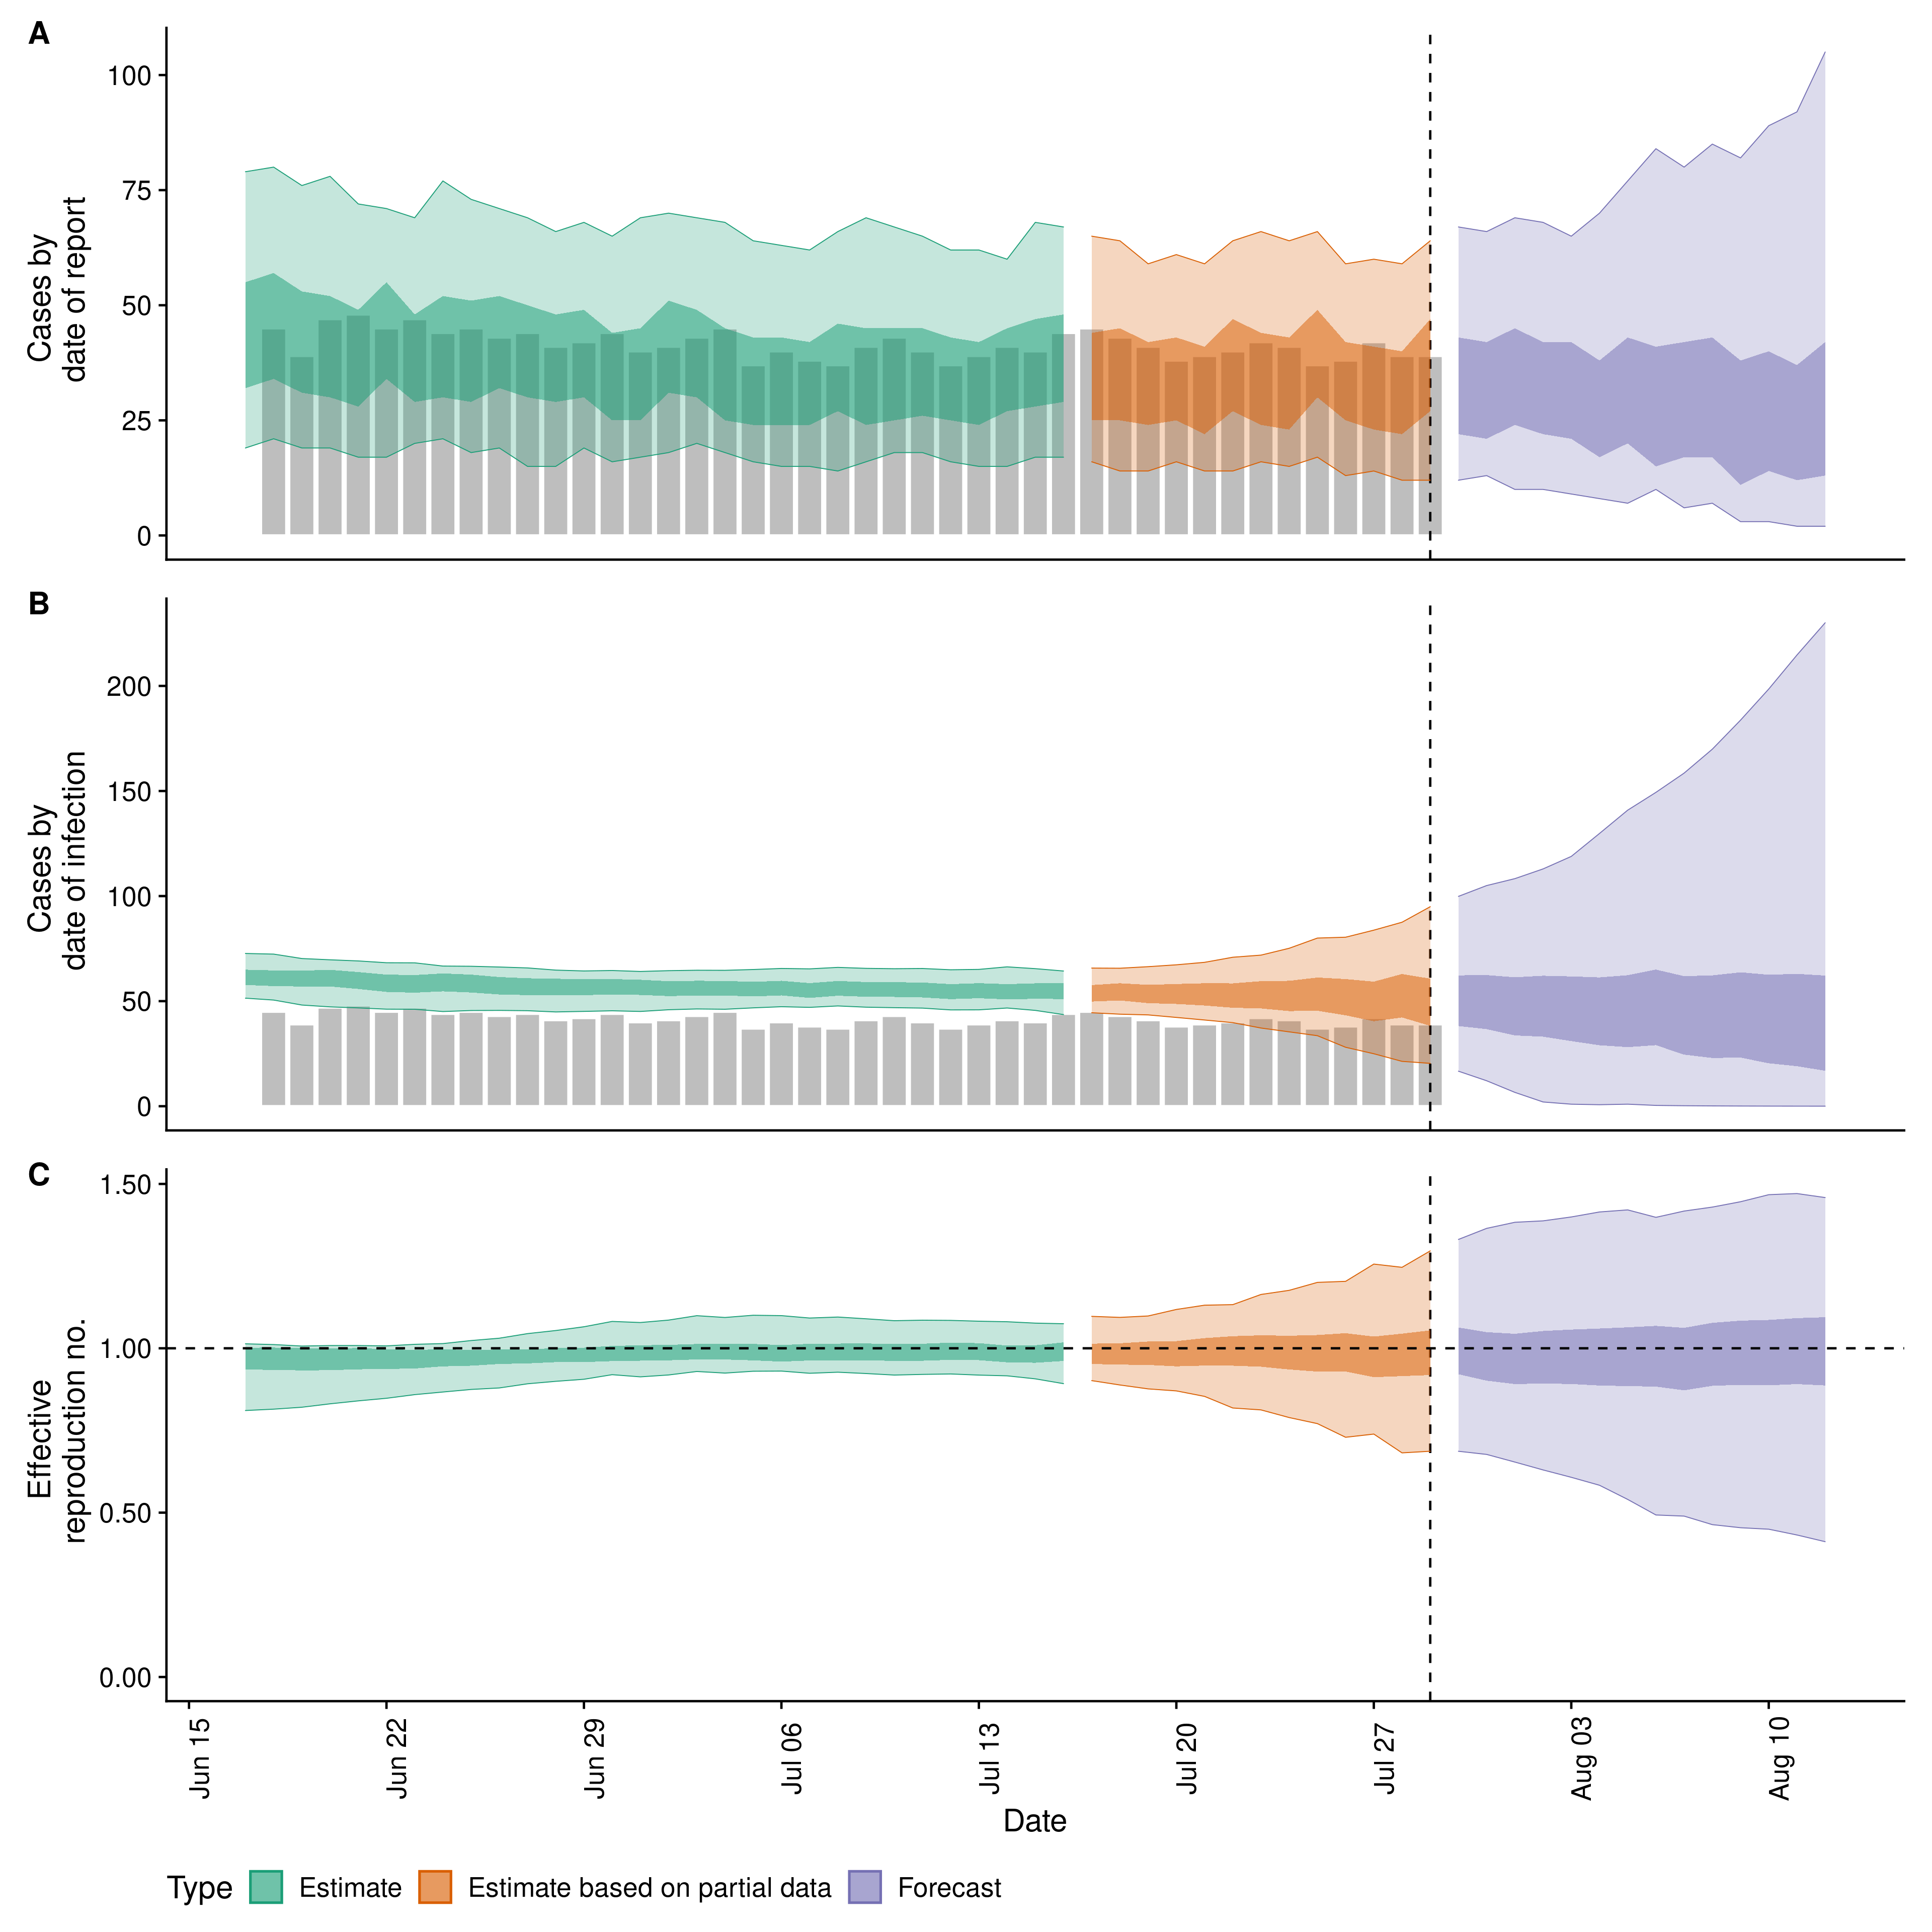 A
Cases by
date of report
100
75
50
25
0
B
Cases by
date of infection
200
150
100
50
0
C
Effective
reproduction no.
1.50
1.00
0.50
0.00
Jun 15
Jun 22
Jun 29
Jul 06
Jul 13
Jul 20
Jul 27
Aug 03
Aug 10
Date
Type
Estimate
Estimate based on partial data
Forecast